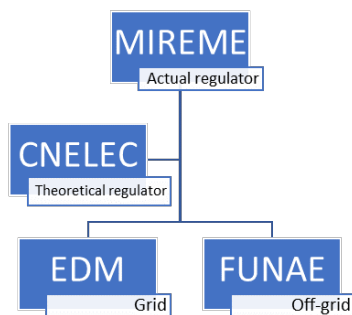 MIREME
Actual regulator
CNELEC
Theoretical regulator
EDM
Grid
FUNAE
Off-grid